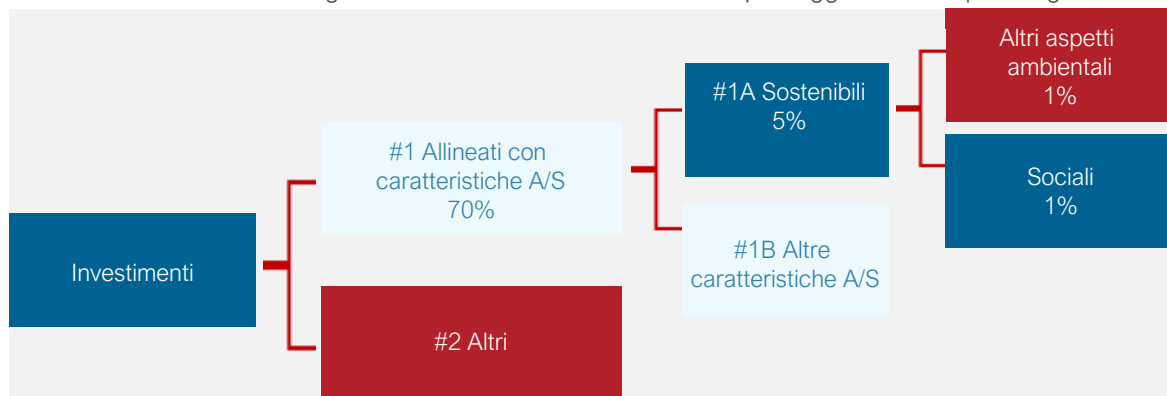 Investimenti
#1 Allineati con
caratteristiche A/S
70%
#2 Altri
#1A Sostenibili
5%
#1B Altre
caratteristiche A/S
Altri aspetti
ambientali
1%
Sociali
1%